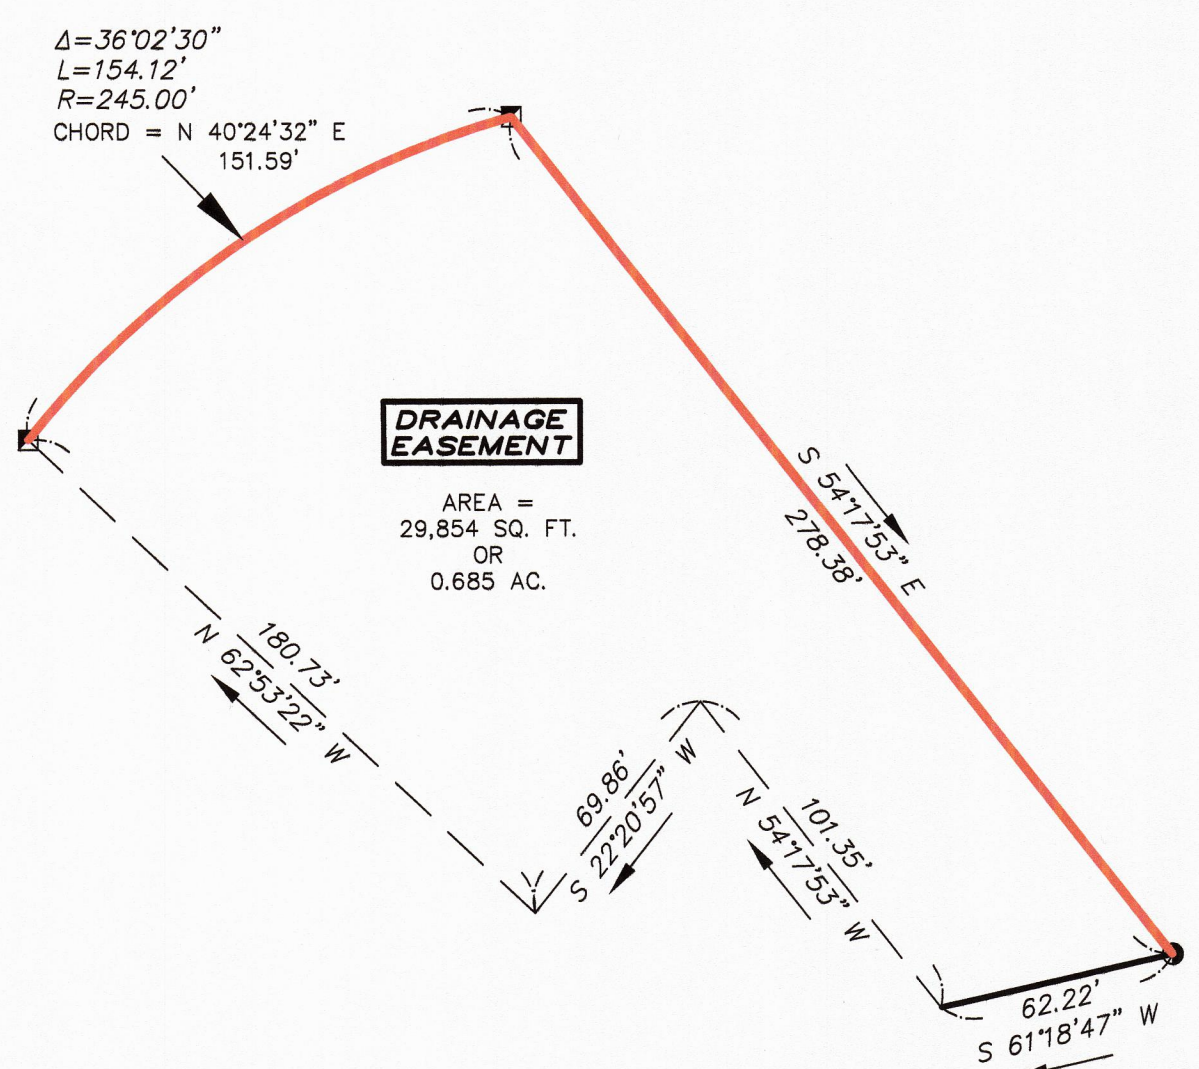 Δ=36°02'30"
L=154.12'
R=245.00'
CHORD = N 40°24'32" E
151.59'
DRAINAGE
EASEMENT
AREA =
29,854 SQ. FT.
OR
0.685 AC.
S 54°17'53" E
278.38'
180.73'
N 62°53'22" W
69.86'
S 22°20'57" W
101.35'
N 54°17'53" W
62.22'
S 61°18'47" W